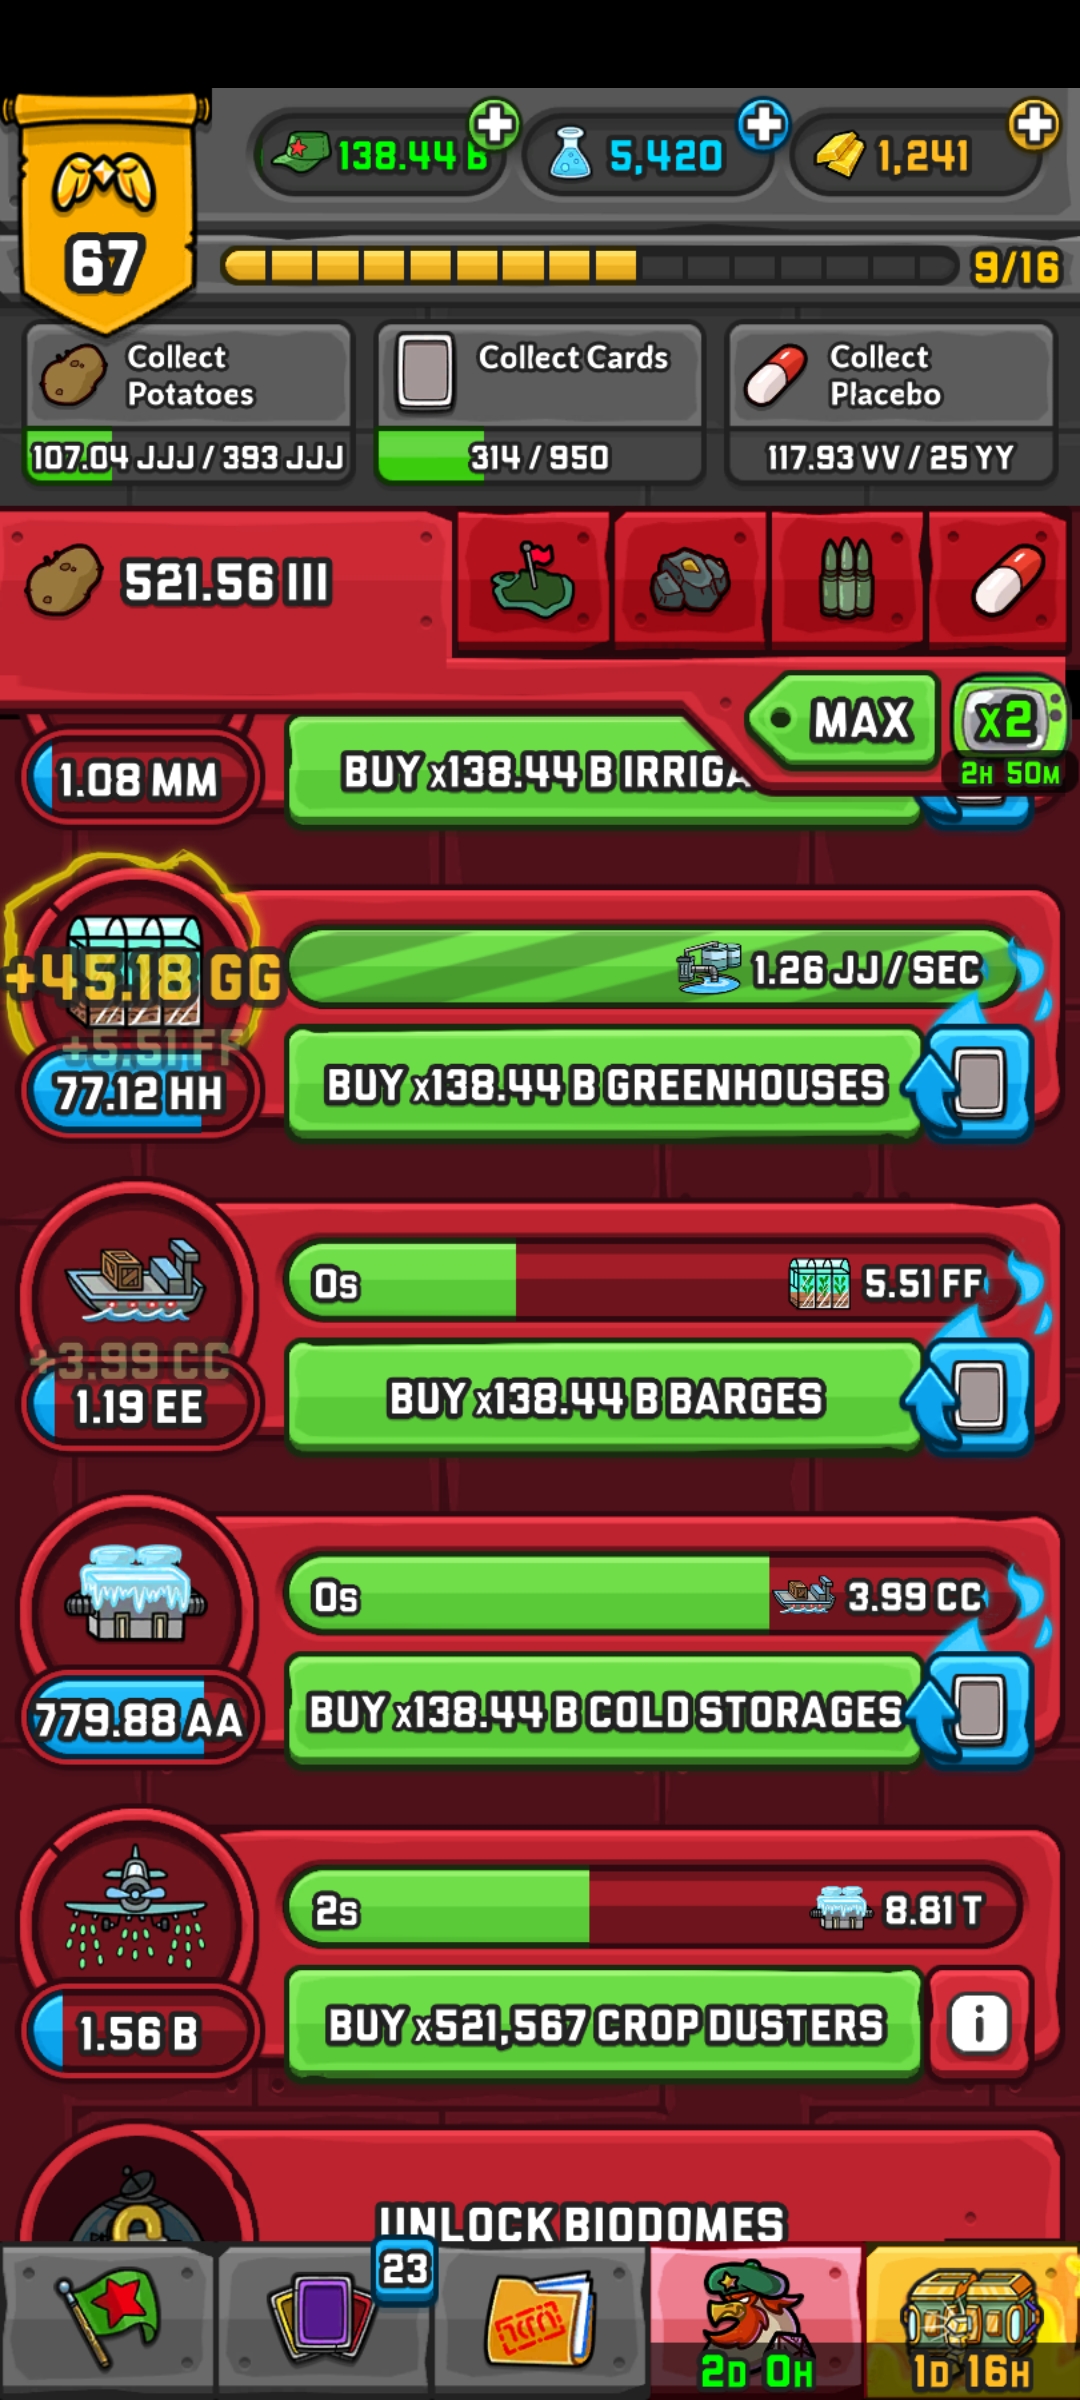 138.44 B
5,420
1,241
67
9/16
Collect
Potatoes
107.04 JJJ / 393 JJJ
Collect Cards
314 / 950
Collect
Placebo
117.93 VV / 25 YY
521.56 III
MAX
x2
2H 50M
1.08 MM
BUY x138.44 B IRRIGA
+45.18 GG
1.26 JJ / SEC
+5.51 FF
77.12 HH
BUY x138.44 B GREENHOUSES
0s
5.51 FF
+3.99 CC
1.19 EE
BUY x138.44 B BARGES
0s
3.99 CC
779.88 AA
BUY x138.44 B COLD STORAGES
2s
8.81 T
1.56 B
BUY x521,567 CROP DUSTERS
i
UNLOCK BIODOMES
23
2D 0H
1D 16H